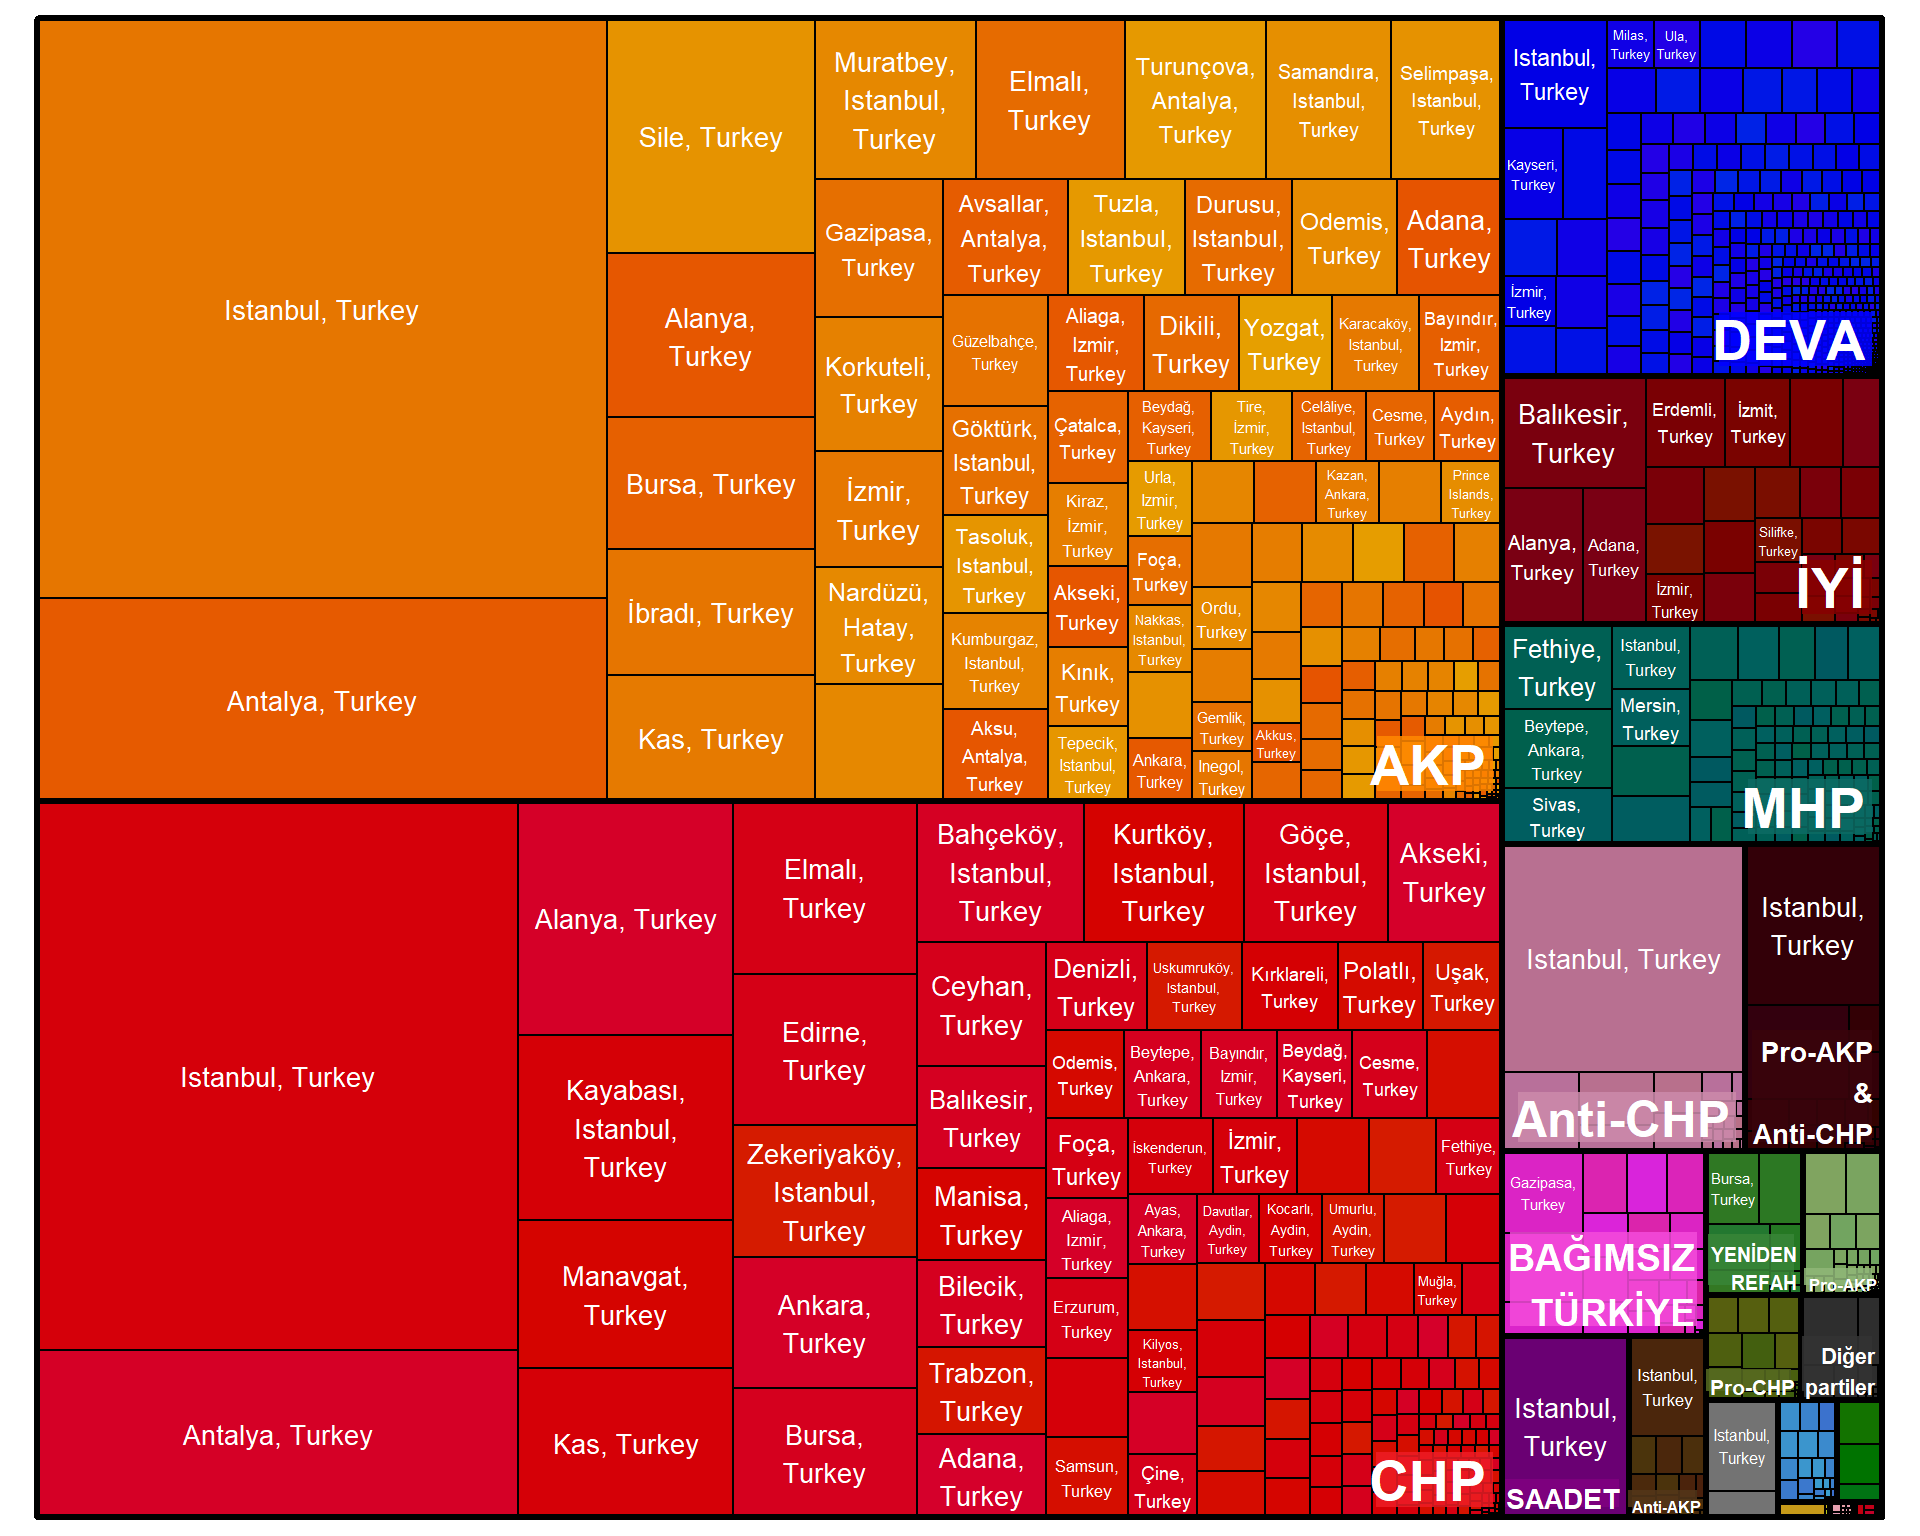 Istanbul, Turkey
Antalya, Turkey
Sile, Turkey
Alanya,
Turkey
Bursa, Turkey
İbradı, Turkey
Kas, Turkey
Muratbey,
Istanbul,
Turkey
Elmalı,
Turkey
Turunçova,
Antalya,
Turkey
Samandıra,
Istanbul,
Turkey
Selimpaşa,
Istanbul,
Turkey
Gazipasa,
Turkey
Korkuteli,
Turkey
İzmir,
Turkey
Nardüzü,
Hatay,
Turkey
Avsallar,
Antalya,
Turkey
Tuzla,
Istanbul,
Turkey
Durusu,
Istanbul,
Turkey
Odemis,
Turkey
Adana,
Turkey
Güzelbahçe,
Turkey
Göktürk,
Istanbul,
Turkey
Tasoluk,
Istanbul,
Turkey
Kumburgaz,
Istanbul,
Turkey
Aksu,
Antalya,
Turkey
Aliaga,
Izmir,
Turkey
Dikili,
Turkey
Yozgat,
Turkey
Karacaköy,
Istanbul,
Turkey
Bayındır,
Izmir,
Turkey
Çatalca,
Turkey
Kiraz,
İzmir,
Turkey
Akseki,
Turkey
Kınık,
Turkey
Tepecik,
Istanbul,
Turkey
Beydağ,
Kayseri,
Turkey
Tire,
İzmir,
Turkey
Celâliye,
Istanbul,
Turkey
Cesme,
Turkey
Aydın,
Turkey
Urla,
Izmir,
Turkey
Foça,
Turkey
Nakkas,
Istanbul,
Turkey
Ankara,
Turkey
Kazan,
Ankara,
Turkey
Prince
Islands,
Turkey
Ordu,
Turkey
Gemlik,
Turkey
Inegol,
Turkey
Akkus,
Turkey
AKP
Istanbul, Turkey
Antalya, Turkey
Alanya, Turkey
Kayabası,
Istanbul,
Turkey
Manavgat,
Turkey
Kas, Turkey
Elmalı,
Turkey
Edirne,
Turkey
Zekeriyaköy,
Istanbul,
Turkey
Ankara,
Turkey
Bursa,
Turkey
Bahçeköy,
Istanbul,
Turkey
Kurtköy,
Istanbul,
Turkey
Göçe,
Istanbul,
Turkey
Akseki,
Turkey
Ceyhan,
Turkey
Balıkesir,
Turkey
Manisa,
Turkey
Bilecik,
Turkey
Trabzon,
Turkey
Adana,
Turkey
Denizli,
Turkey
Uskumruköy,
Istanbul,
Turkey
Kırklareli,
Turkey
Polatlı,
Turkey
Uşak,
Turkey
Odemis,
Turkey
Beytepe,
Ankara,
Turkey
Bayındır,
Izmir,
Turkey
Beydağ,
Kayseri,
Turkey
Cesme,
Turkey
Foça,
Turkey
Aliaga,
Izmir,
Turkey
Erzurum,
Turkey
Samsun,
Turkey
İskenderun,
Turkey
İzmir,
Turkey
Fethiye,
Turkey
Ayas,
Ankara,
Turkey
Davutlar,
Aydin,
Turkey
Kocarlı,
Aydin,
Turkey
Umurlu,
Aydin,
Turkey
Kilyos,
Istanbul,
Turkey
Çine,
Turkey
Muğla,
Turkey
CHP
Istanbul,
Turkey
Milas,
Turkey
Ula,
Turkey
Kayseri,
Turkey
İzmir,
Turkey
DEVA
Balıkesir,
Turkey
Erdemli,
Turkey
İzmit,
Turkey
Alanya,
Turkey
Adana,
Turkey
İzmir,
Turkey
Silifke,
Turkey
İYİ
Fethiye,
Turkey
Istanbul,
Turkey
Mersin,
Turkey
Beytepe,
Ankara,
Turkey
Sivas,
Turkey
MHP
Istanbul, Turkey
Anti-CHP
Istanbul,
Turkey
Pro-AKP
&
Anti-CHP
Gazipasa,
Turkey
BAĞIMSIZ
TÜRKİYE
Bursa,
Turkey
YENİDEN
REFAH
Pro-AKP
Pro-CHP
Diğer
partiler
Istanbul,
Turkey
SAADET
Istanbul,
Turkey
Anti-AKP
Istanbul,
Turkey